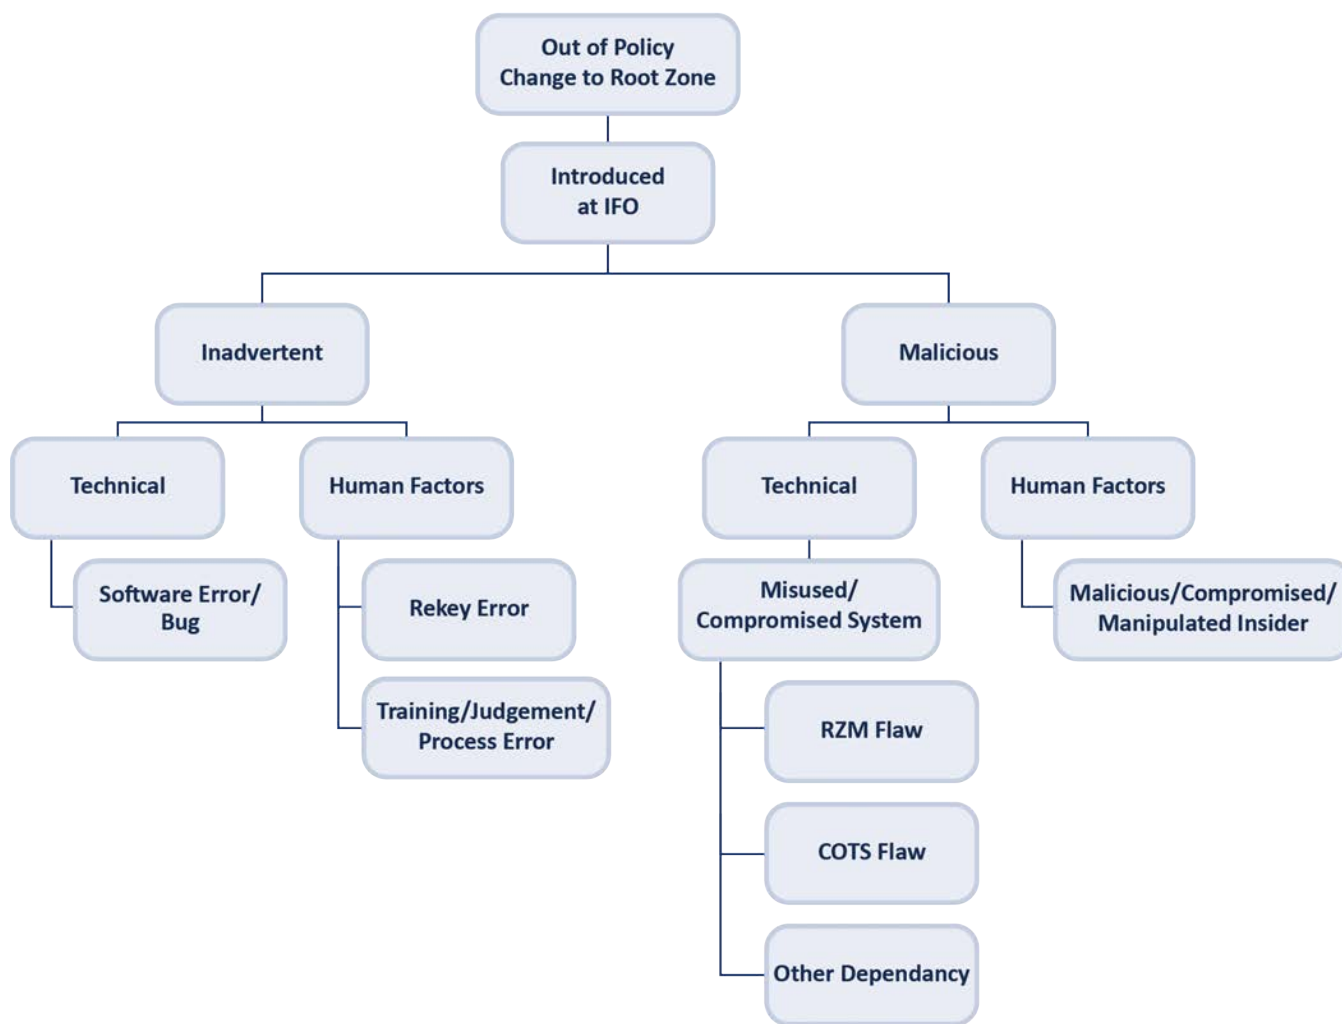 Out of Policy
Change to Root Zone
Introduced
at IFO
Inadvertent
Malicious
Technical
Human Factors
Technical
Human Factors
Software Error/
Bug
Rekey Error
Misused/
Compromised System
Malicious/Compromised/
Manipulated Insider
Training/Judgement/
Process Error
RZM Flaw
COTS Flaw
Other Dependancy